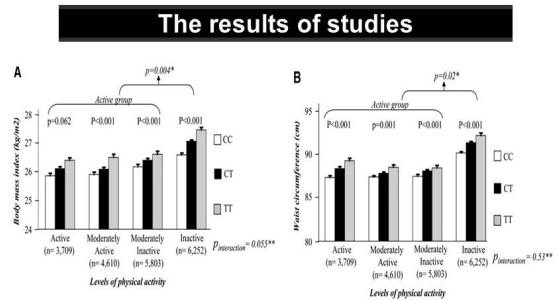 The results of studies
A
p=0.004*
Active group
p=0.062 P<0.001 P<0.001 P<0.001
Body mass index (kg/m2)
27
26
25
24
CC
CT
TT
Active
(n= 3,709)
Moderately
Active
(n= 4,610)
Moderately
Inactive
(n= 5,803)
Inactive
(n= 6,252)
Pinteraction= 0.055**
Levels of physical activity
B
p=0.02*
Active group
P<0.001 p=0.001 P<0.001 P<0.001
Waist circumference (cm)
95
90
85
80
CC
CT
TT
Active
(n= 3,709)
Moderately
Active
(n= 4,610)
Moderately
Inactive
(n= 5,803)
Inactive
(n= 6,252)
Pinteraction= 0.53**
Levels of physical activity